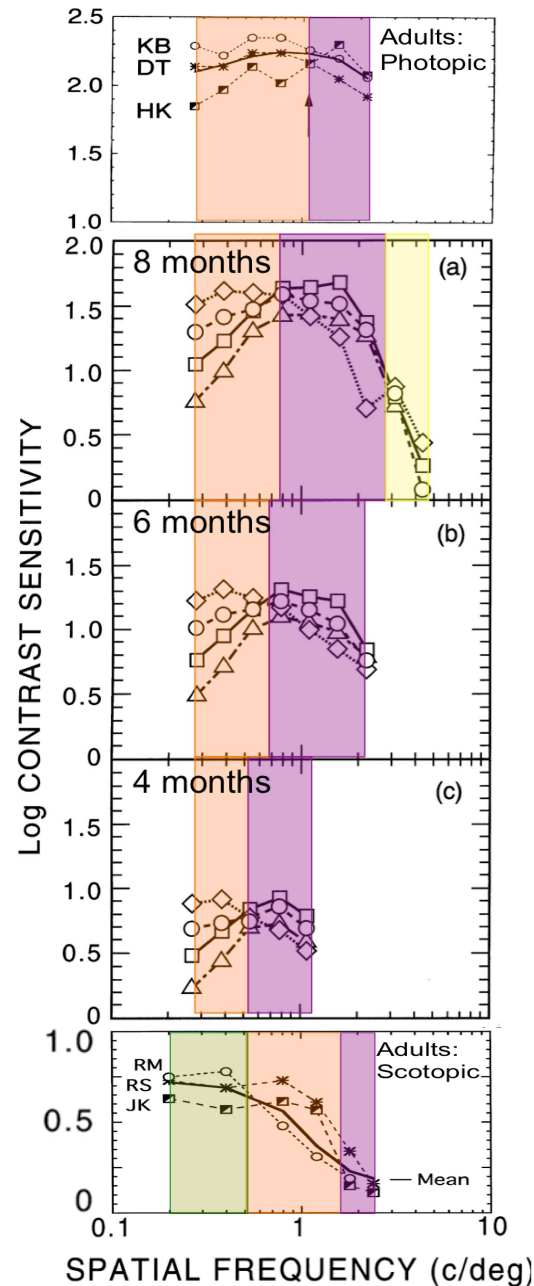 2.5
2.0
1.5
1.0
KB
DT
HK
Adults:
Photopic
2.0
1.5
1.0
0.5
0
8 months
(a)
1.5
1.0
0.5
0
6 months
(b)
1.5
1.0
0.5
0
4 months
(c)
Log CONTRAST SENSITIVITY
1.0
0.5
0
RM
RS
JK
Adults:
Scotopic
Mean
0.1
1
10
SPATIAL FREQUENCY (c/deg)